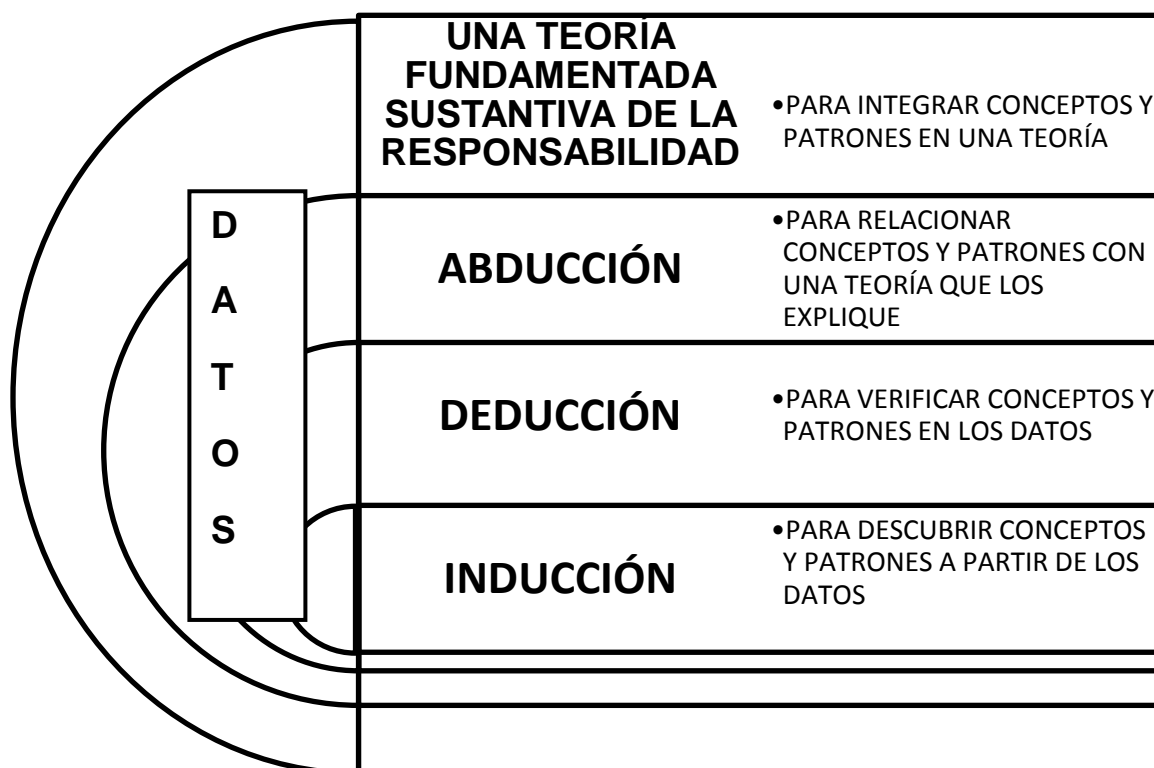 UNA TEORÍA
FUNDAMENTADA
SUSTANTIVA DE LA
RESPONSABILIDAD
•PARA INTEGRAR CONCEPTOS Y
PATRONES EN UNA TEORÍA
D
A
T
O
S
ABDUCCIÓN
•PARA RELACIONAR
CONCEPTOS Y PATRONES CON
UNA TEORÍA QUE LOS
EXPLIQUE
DEDUCCIÓN
•PARA VERIFICAR CONCEPTOS Y
PATRONES EN LOS DATOS
INDUCCIÓN
•PARA DESCUBRIR CONCEPTOS
Y PATRONES A PARTIR DE LOS
DATOS